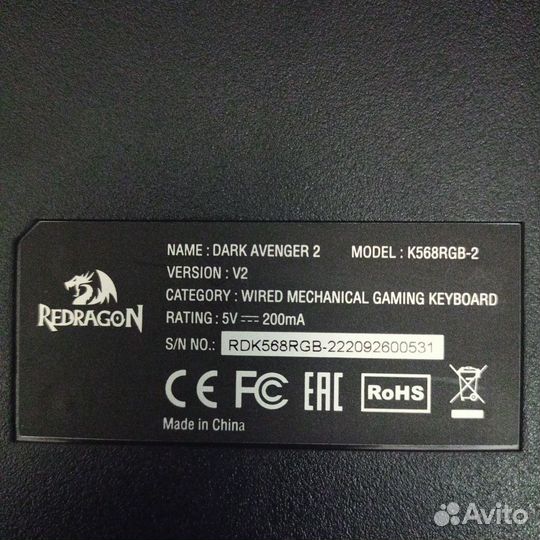 NAME : DARK AVENGER 2 MODEL : K568RGB-2
VERSION : V2
CATEGORY : WIRED MECHANICAL GAMING KEYBOARD
RATING : 5V ⎓ 200mA
S/N NO.: RDK568RGB-222092600531
REDRAGON
CE FC EAC RoHS
Made in China
Avito